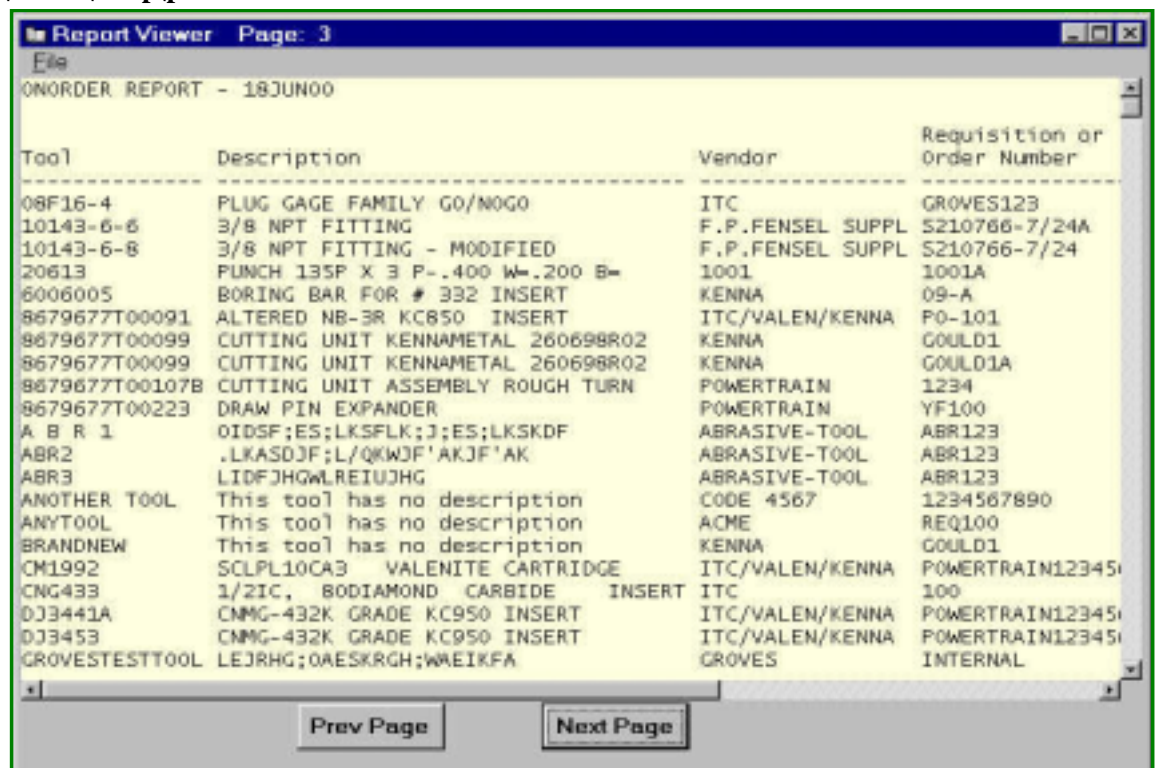 Report Viewer Page: 3
File
ONORDER REPORT - 18JUN00
Requisition or
Tool Description Vendor Order Number
08F16-4 PLUG GAGE FAMILY GO/NOGO ITC GROVES123
10143-6-6 3/8 NPT FITTING F.P.FENSEL SUPPL S210766-7/24A
10143-6-8 3/8 NPT FITTING - MODIFIED F.P.FENSEL SUPPL S210766-7/24
20613 PUNCH 135P X 3 P-.400 W=.200 B= 1001 1001A
6006005 BORING BAR FOR # 332 INSERT KENNA 09-A
8679677T00091 ALTERED NB-3R KC850 INSERT ITC/VALEN/KENNA PO-101
8679677T00099 CUTTING UNIT KENNAMETAL 260698R02 KENNA GOULD1
8679677T00099 CUTTING UNIT KENNAMETAL 260698R02 KENNA GOULD1A
8679677T00107B CUTTING UNIT ASSEMBLY ROUGH TURN POWERTRAIN 1234
8679677T00223 DRAW PIN EXPANDER POWERTRAIN YF100
A B R 1 OIDSF;ES;LKSFLK;J;ES;LKSKDF ABRASIVE-TOOL ABR123
ABR2 .LKASDJF;L/QKWJF'AKJF'AK ABRASIVE-TOOL ABR123
ABR3 LIDFJHGWLREIUJHG ABRASIVE-TOOL ABR123
ANOTHER TOOL This tool has no description CODE 4567 1234567890
ANYTOOL This tool has no description ACME REQ100
BRANDNEW This tool has no description KENNA GOULD1
CM1992 SCLPL10CA3 VALENITE CARTRIDGE ITC/VALEN/KENNA POWERTRAIN12345
CNG433 1/2IC, 80DIAMOND CARBIDE INSERT ITC 100
DJ3441A CNMG-432K GRADE KC950 INSERT ITC/VALEN/KENNA POWERTRAIN12345
DJ3453 CNMG-432K GRADE KC950 INSERT ITC/VALEN/KENNA POWERTRAIN12345
GROVESTESTTOOL LEJRHG;OAESKRGH;WAEIKFA GROVES INTERNAL
Prev Page Next Page